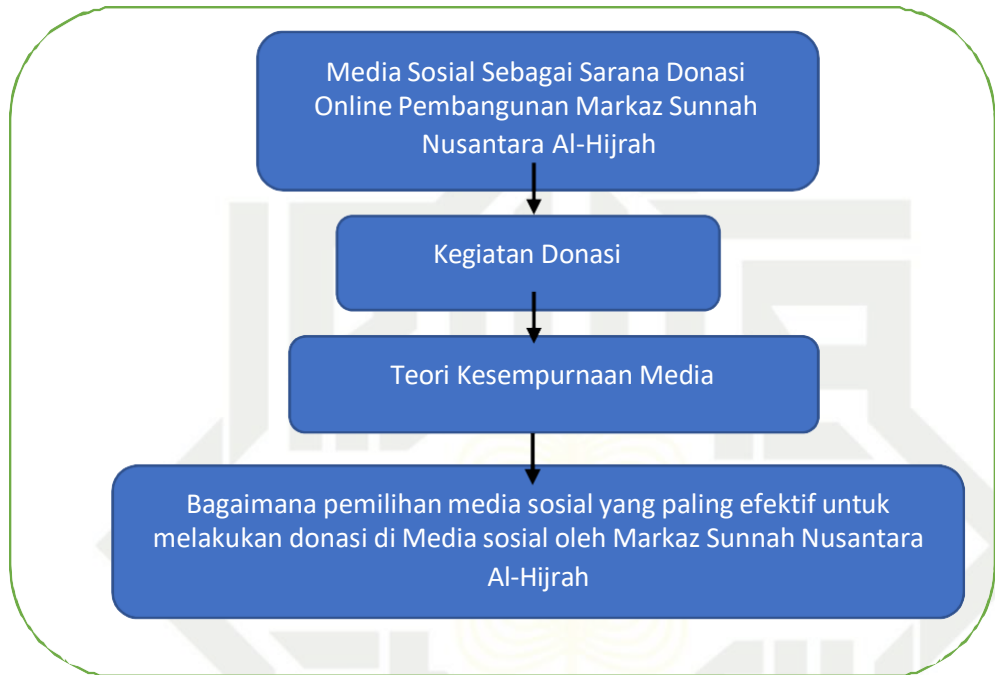 Media Sosial Sebagai Sarana Donasi
Online Pembangunan Markaz Sunnah
Nusantara Al-Hijrah
Kegiatan Donasi
Teori Kesempurnaan Media
Bagaimana pemilihan media sosial yang paling efektif untuk
melakukan donasi di Media sosial oleh Markaz Sunnah Nusantara
Al-Hijrah